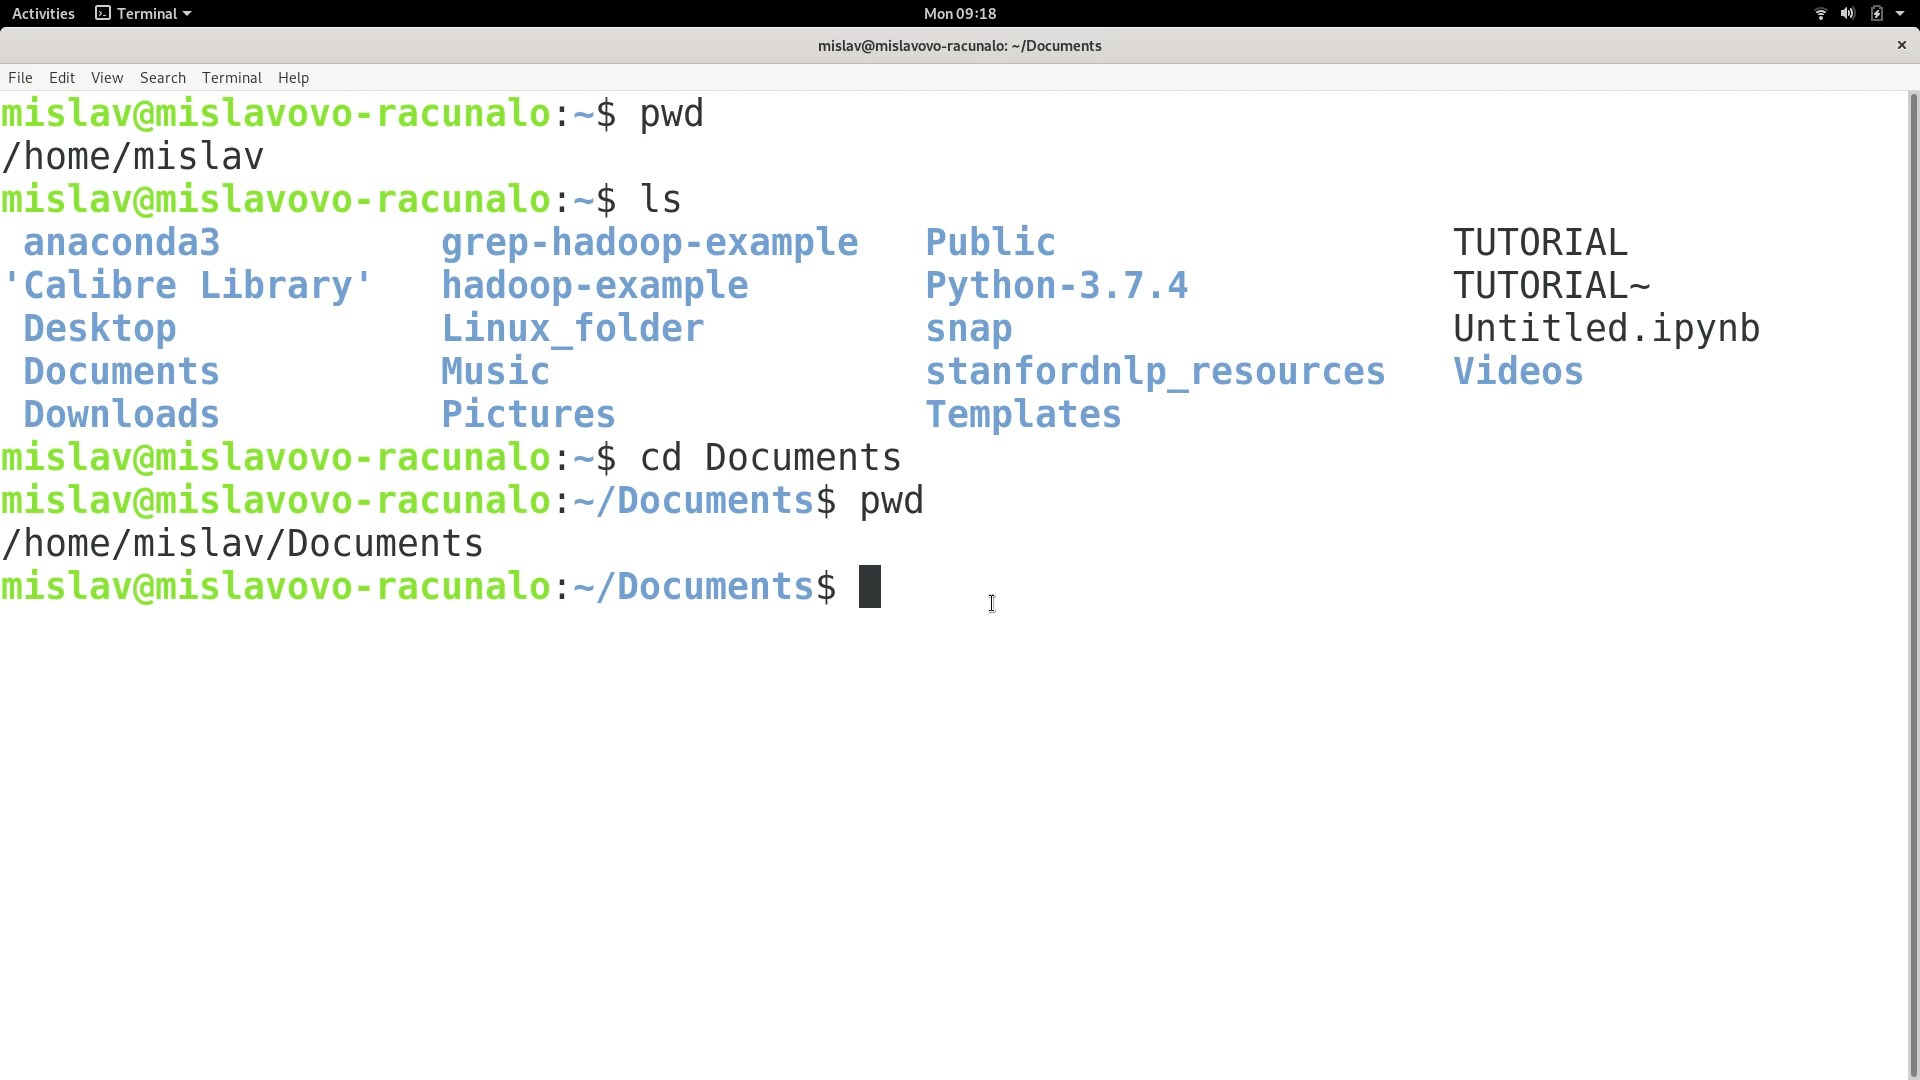 Activities Terminal Mon 09:18
mislav@mislavovo-racunalo: ~/Documents ×
File Edit View Search Terminal Help
mislav@mislavovo-racunalo:~$ pwd
/home/mislav
mislav@mislavovo-racunalo:~$ ls
anaconda3 grep-hadoop-example Public TUTORIAL
'Calibre Library' hadoop-example Python-3.7.4 TUTORIAL~
Desktop Linux_folder snap Untitled.ipynb
Documents Music stanfordnlp_resources Videos
Downloads Pictures Templates
mislav@mislavovo-racunalo:~$ cd Documents
mislav@mislavovo-racunalo:~/Documents$ pwd
/home/mislav/Documents
mislav@mislavovo-racunalo:~/Documents$